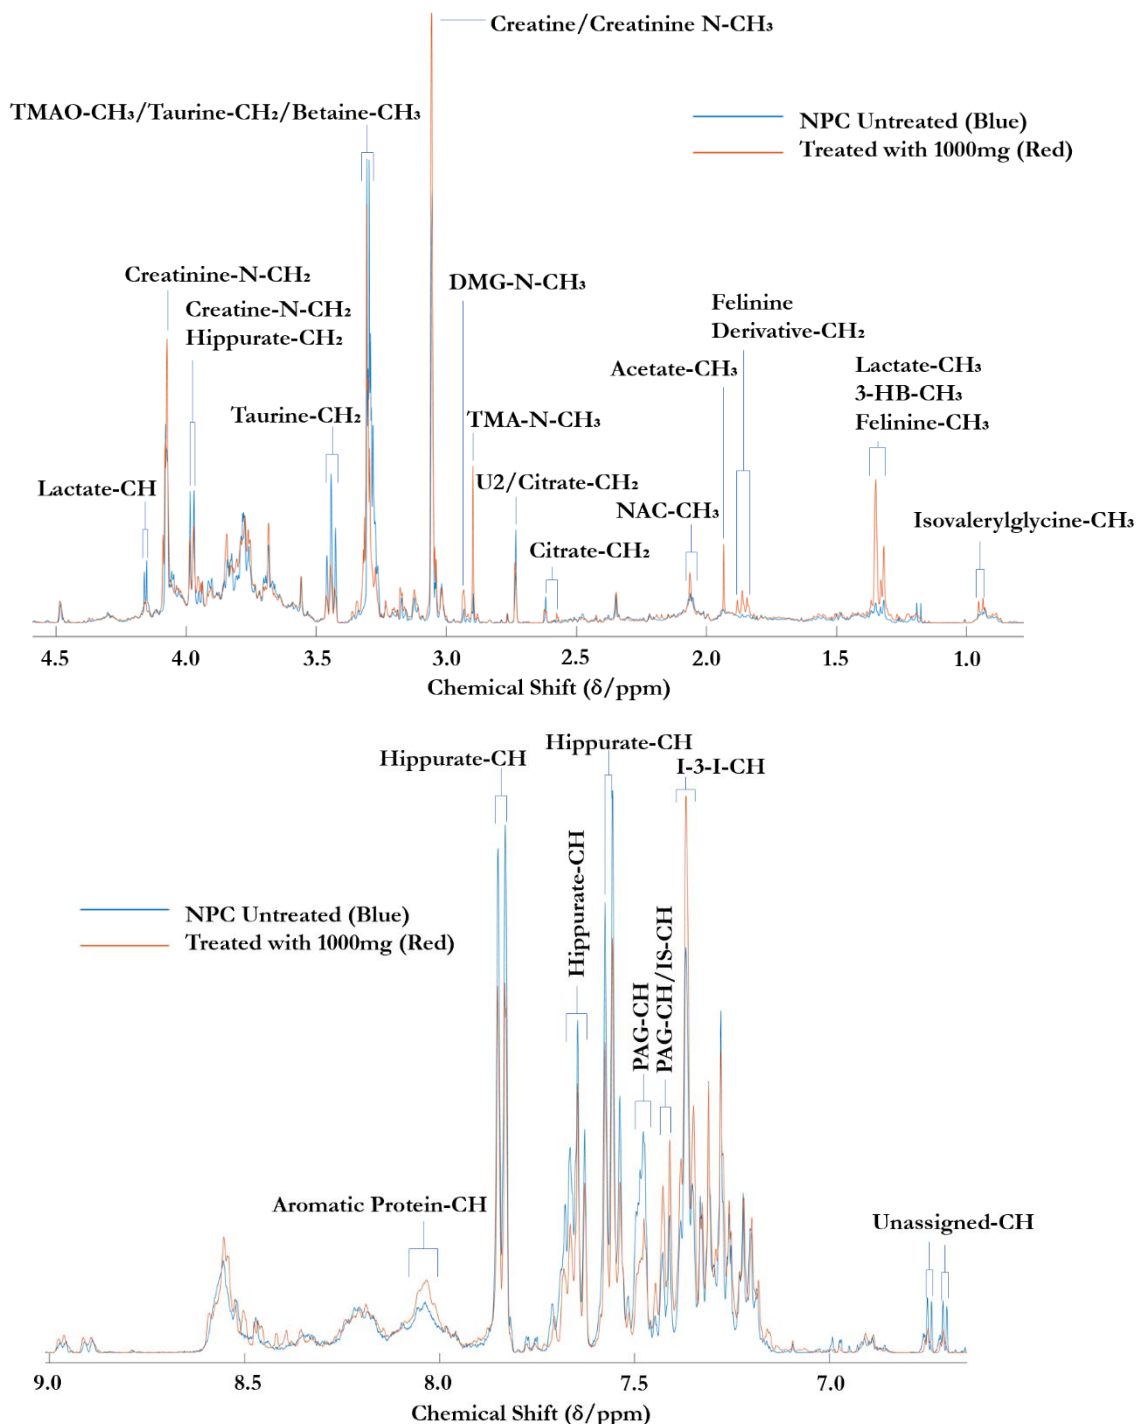 Creatine/Creatinine N-CH₃
TMAO-CH₃/Taurine-CH₂/Betaine-CH₃
NPC Untreated (Blue)
Treated with 1000mg (Red)
Creatinine-N-CH₂
Creatine-N-CH₂
Hippurate-CH₂
DMG-N-CH₃
Felinine
Derivative-CH₂
Acetate-CH₃
Lactate-CH₃
3-HB-CH₃
Felinine-CH₃
Taurine-CH₂
TMA-N-CH₃
Lactate-CH
U2/Citrate-CH₂
NAC-CH₃
Isovalerylglycine-CH₃
Citrate-CH₂
4.5 4.0 3.5 3.0 2.5 2.0 1.5 1.0
Chemical Shift (δ/ppm)
Hippurate-CH
Hippurate-CH
I-3-I-CH
Hippurate-CH
PAG-CH
PAG-CH/IS-CH
NPC Untreated (Blue)
Treated with 1000mg (Red)
Aromatic Protein-CH
Unassigned-CH
9.0 8.5 8.0 7.5 7.0
Chemical Shift (δ/ppm)